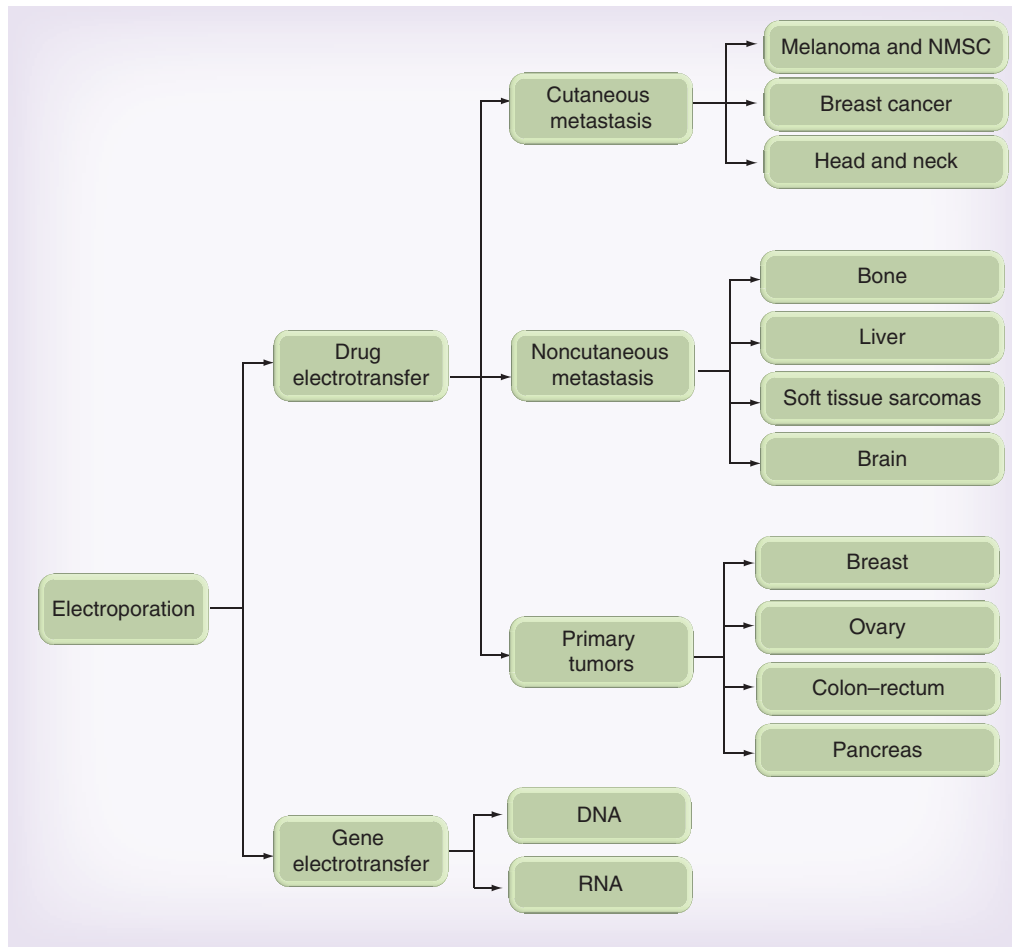 Melanoma and NMSC
Cutaneous
metastasis
Breast cancer
Head and neck
Bone
Drug
electrotransfer
Noncutaneous
metastasis
Liver
Soft tissue sarcomas
Brain
Breast
Electroporation
Ovary
Primary
tumors
Colon–rectum
Pancreas
DNA
Gene
electrotransfer
RNA